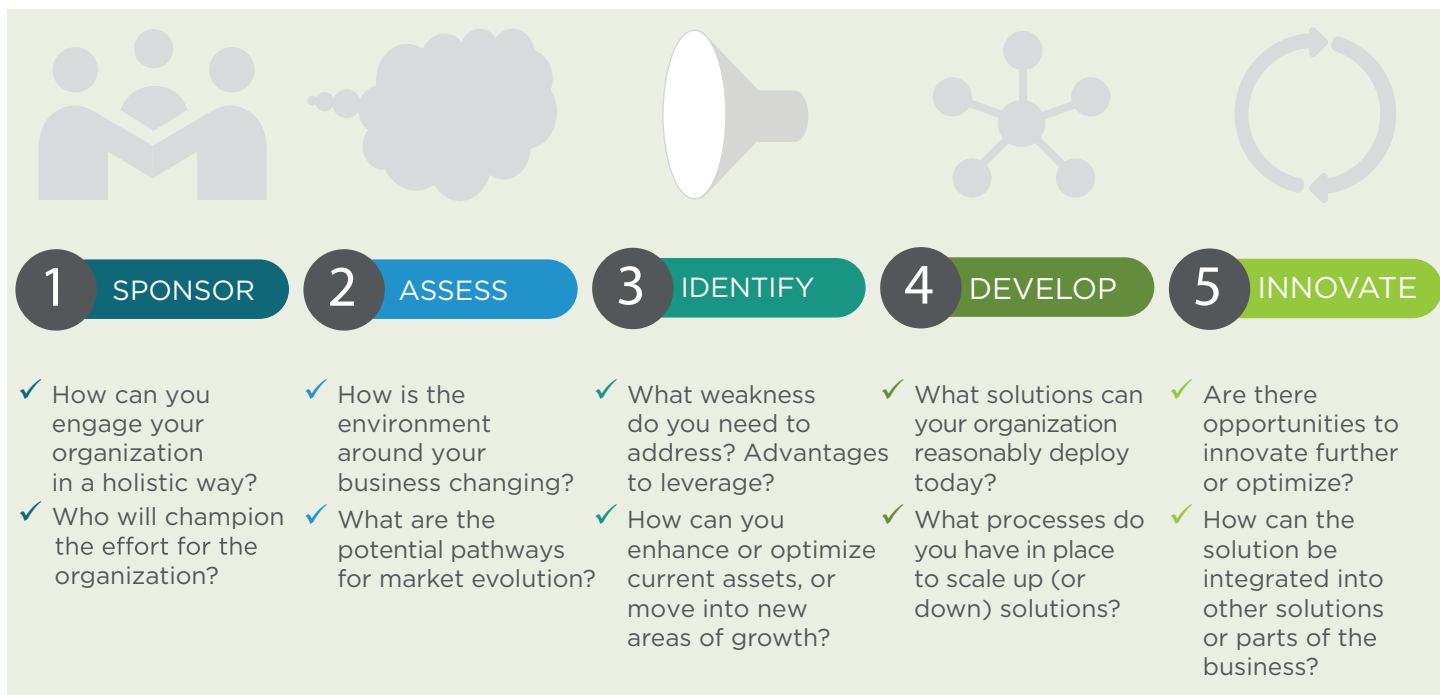 1 SPONSOR
How can you
engage your
organization
in a holistic way?
Who will champion
the effort for the
organization?
2 ASSESS
How is the
environment
around your
business changing?
What are the
potential pathways
for market evolution?
3 IDENTIFY
What weakness
do you need to
address? Advantages
to leverage?
How can you
enhance or optimize
current assets, or
move into new
areas of growth?
4 DEVELOP
What solutions can
your organization
reasonably deploy
today?
What processes do
you have in place
to scale up (or
down) solutions?
5 INNOVATE
Are there
opportunities to
innovate further
or optimize?
How can the
solution be
integrated into
other solutions
or parts of the
business?